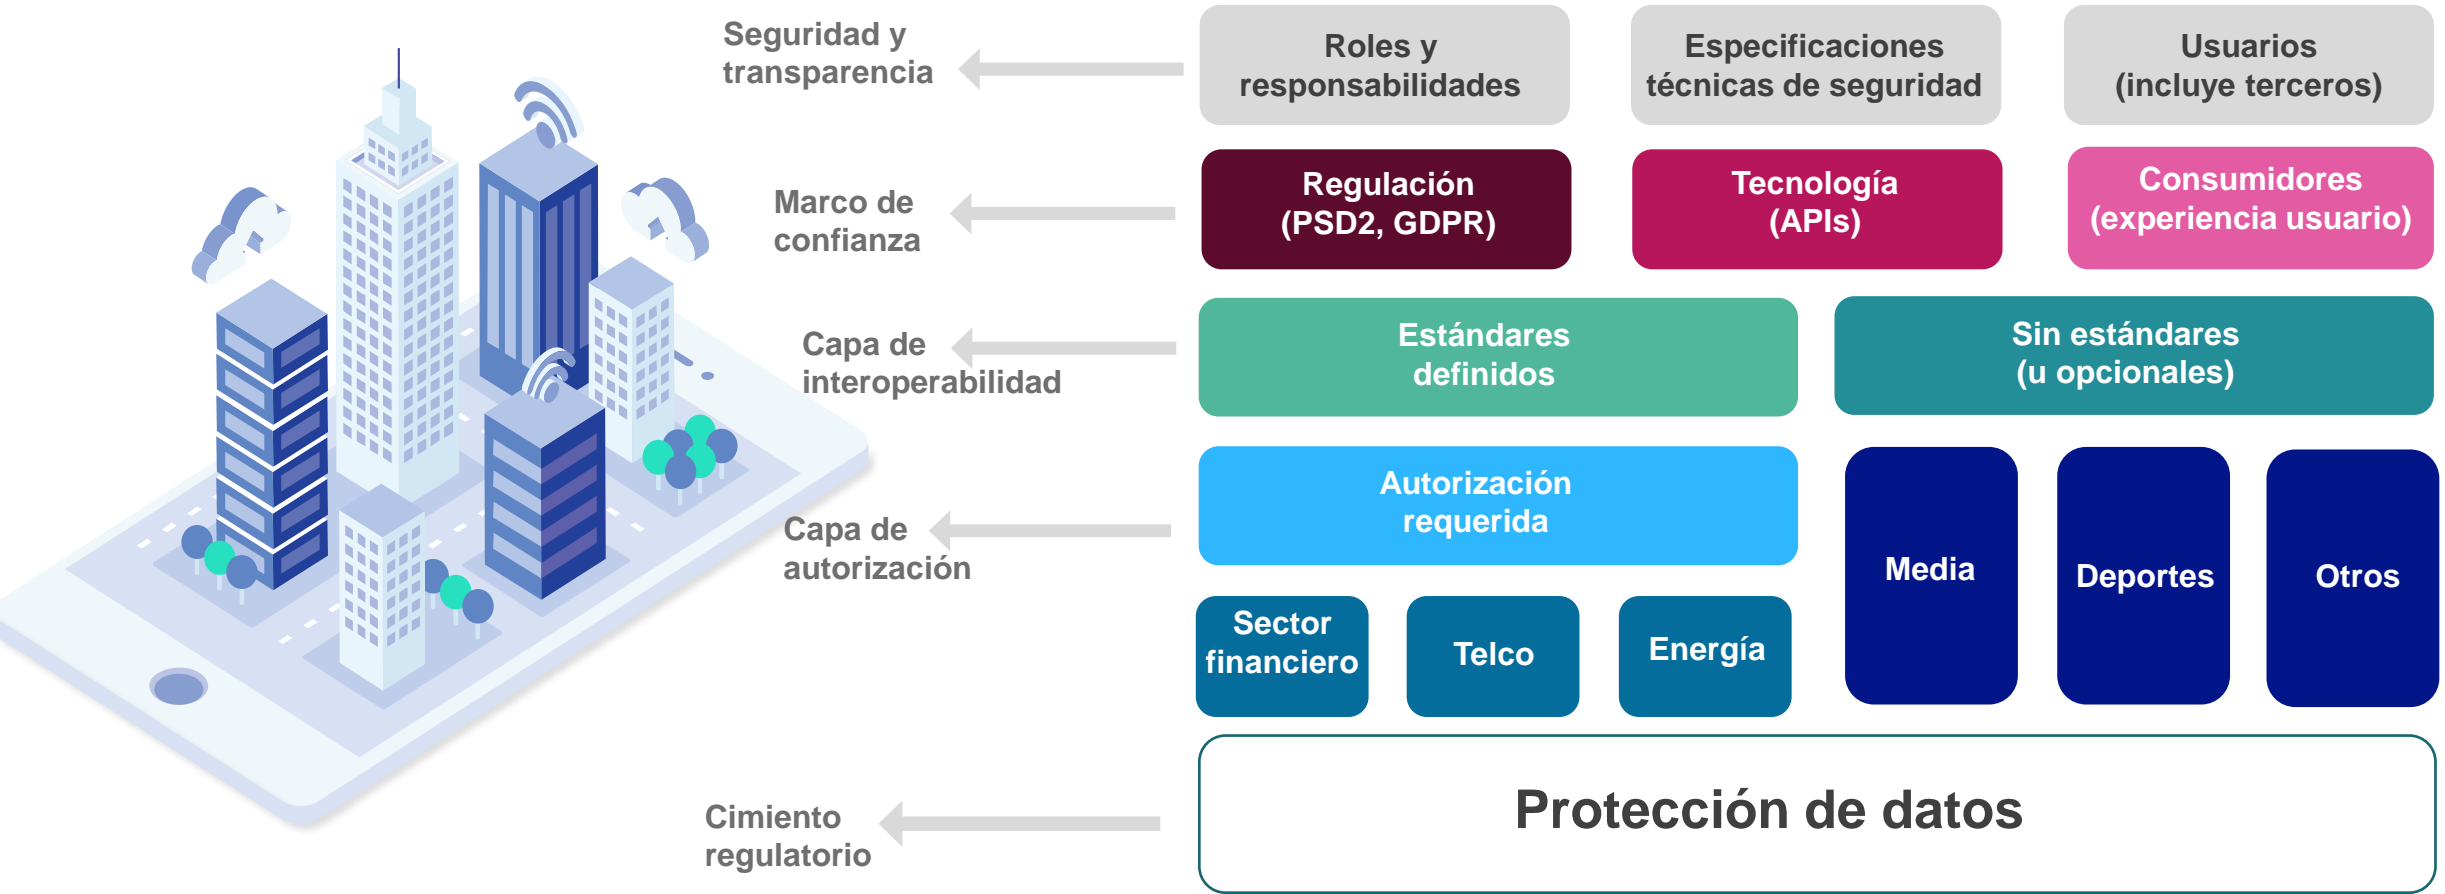 Seguridad y
transparencia
Roles y
responsabilidades
Especificaciones
técnicas de seguridad
Usuarios
(incluye terceros)
Marco de
confianza
Regulación
(PSD2, GDPR)
Tecnología
(APIs)
Consumidores
(experiencia usuario)
Capa de
interoperabilidad
Estándares
definidos
Sin estándares
(u opcionales)
Capa de
autorización
Autorización
requerida
Sector
financiero
Telco
Energía
Media
Deportes
Otros
Cimiento
regulatorio
Protección de datos